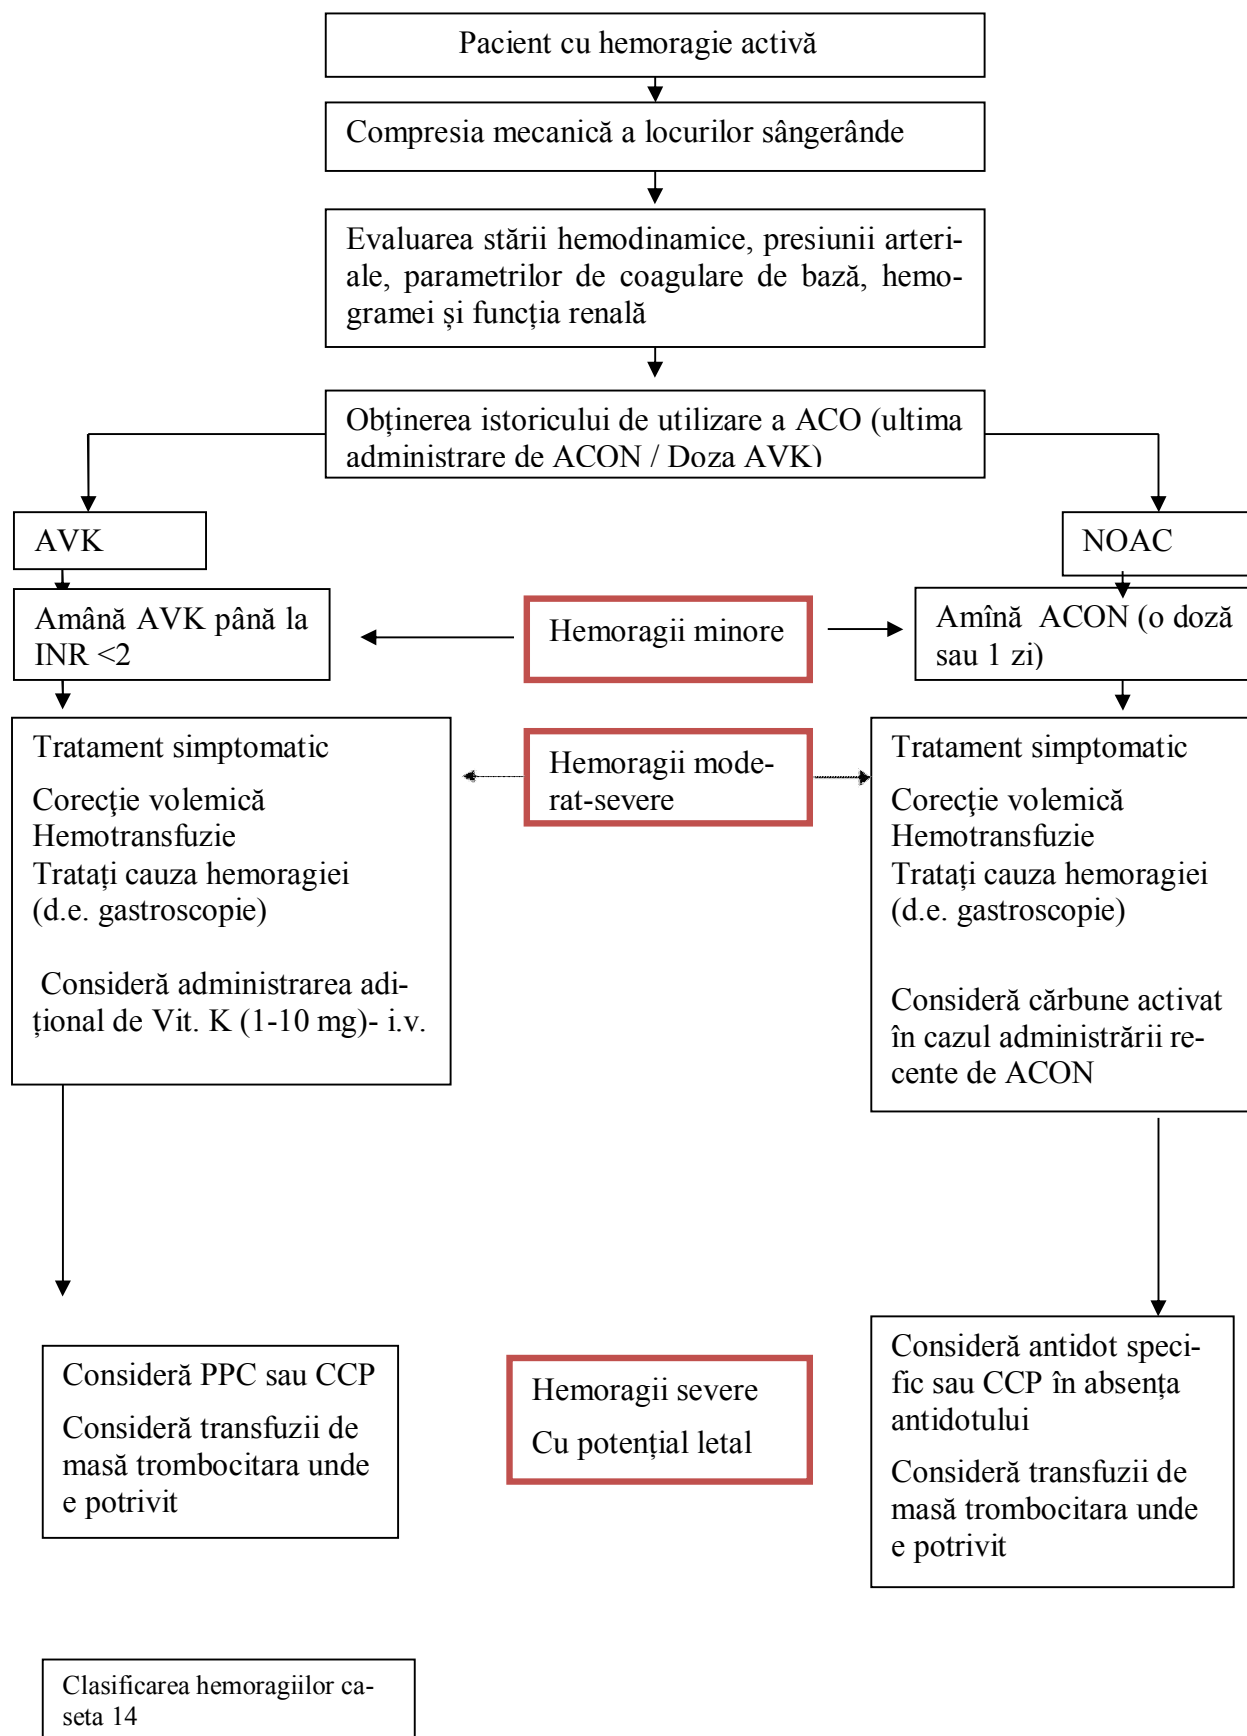 Pacient cu hemoragie activă
Compresia mecanică a locurilor sângerânde
Evaluarea stării hemodinamice, presiunii arteri-
ale, parametrilor de coagulare de bază, hemo-
gramei și funcția renală
Obținerea istoricului de utilizare a ACO (ultima
administrare de ACON / Doza AVK)
AVK
NOAC
Amână AVK până la
INR <2
Hemoragii minore
Amînă ACON (o doză
sau 1 zi)
Tratament simptomatic
Corecție volemică
Hemotransfuzie
Tratați cauza hemoragiei
(d.e. gastroscopie)
Consideră administrarea adi-
țional de Vit. K (1-10 mg)- i.v.
Hemoragii mode-
rat-severe
Tratament simptomatic
Corecție volemică
Hemotransfuzie
Tratați cauza hemoragiei
(d.e. gastroscopie)
Consideră cărbune activat
în cazul administrării re-
cente de ACON
Consideră PPC sau CCP
Consideră transfuzii de
masă trombocitara unde
e potrivit
Hemoragii severe
Cu potențial letal
Consideră antidot speci-
fic sau CCP în absența
antidotului
Consideră transfuzii de
masă trombocitara unde
e potrivit
Clasificarea hemoragiilor ca-
seta 14